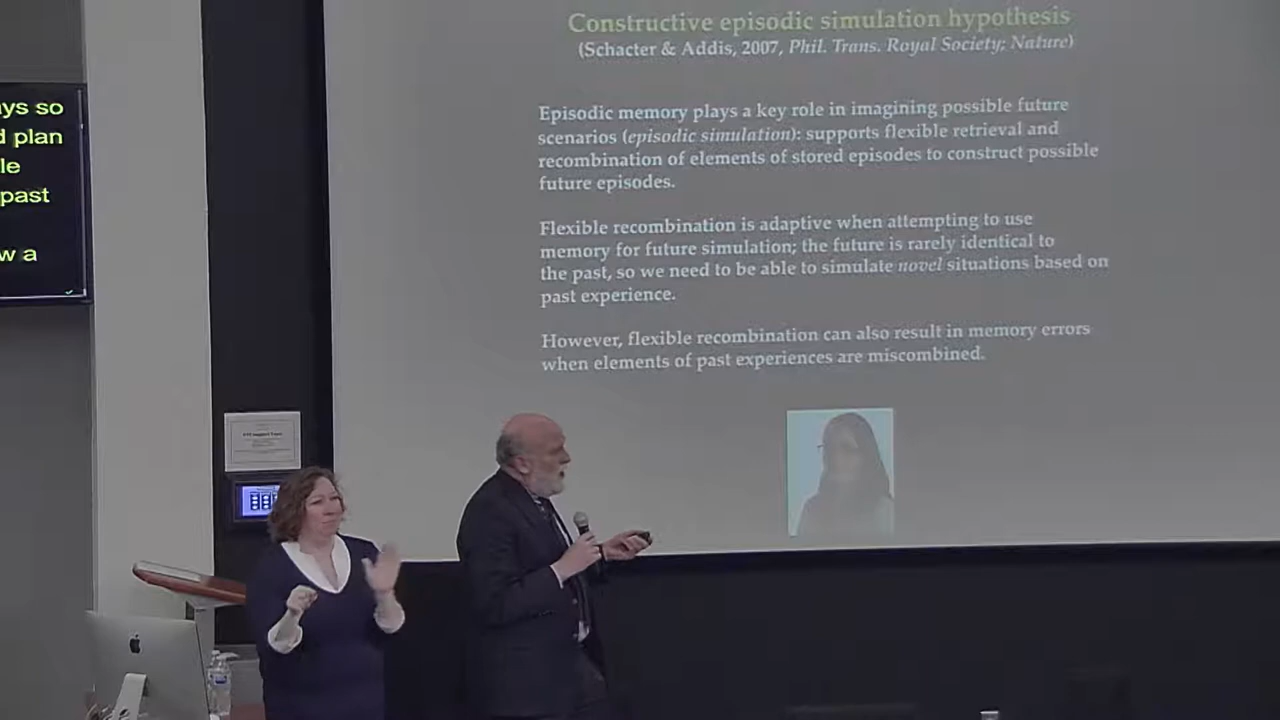 Constructive episodic simulation hypothesis
(Schacter & Addis, 2007, Phil. Trans. Royal Society; Nature)
Episodic memory plays a key role in imagining possible future
scenarios (episodic simulation): supports flexible retrieval and
recombination of elements of stored episodes to construct possible
future episodes.
Flexible recombination is adaptive when attempting to use
memory for future simulation; the future is rarely identical to
the past, so we need to be able to simulate novel situations based on
past experience.
However, flexible recombination can also result in memory errors
when elements of past experiences are miscombined.
ys so
d plan
le
past
w a